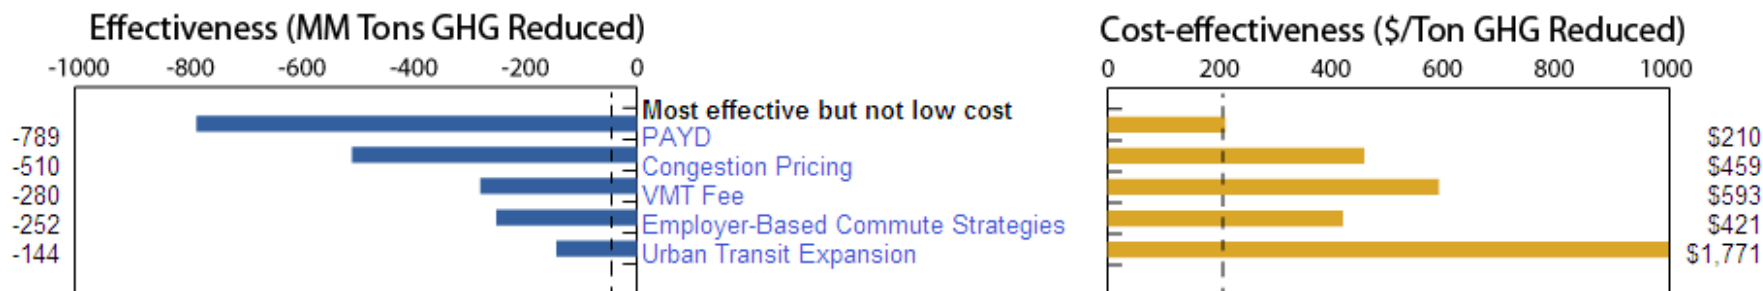 Effectiveness (MM Tons GHG Reduced) Cost-effectiveness ($/Ton GHG Reduced)
-1000 -800 -600 -400 -200 0 0 200 400 600 800 1000
Most effective but not low cost
-789 PAYD $210
-510 Congestion Pricing $459
-280 VMT Fee $593
-252 Employer-Based Commute Strategies $421
-144 Urban Transit Expansion $1,771